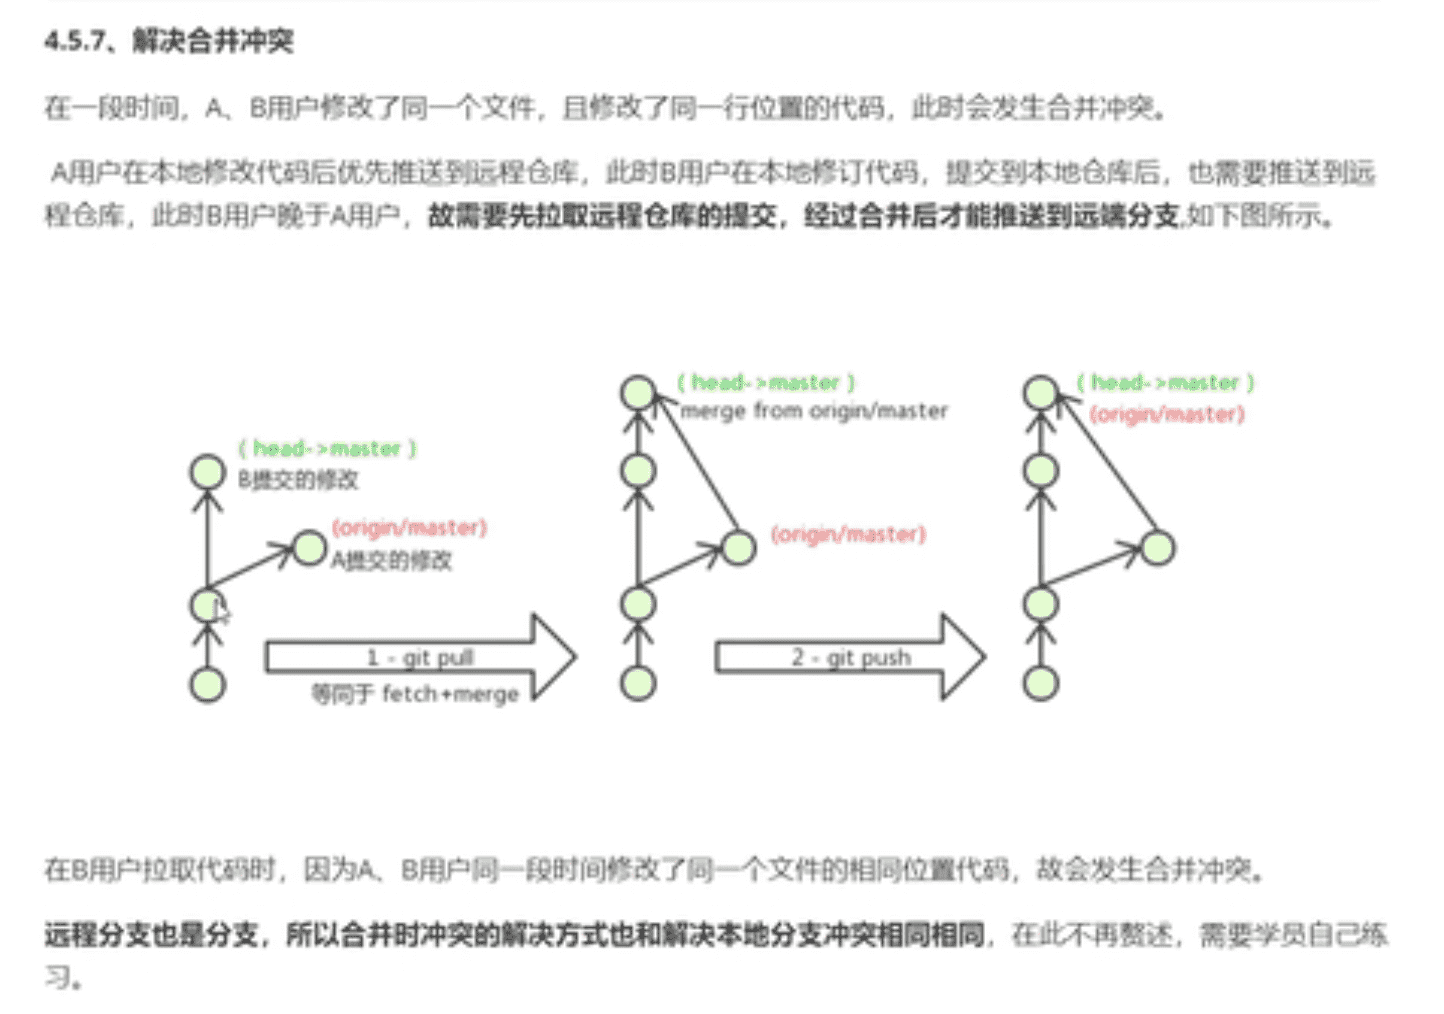 4.5.7、解决合并冲突
在一段时间，A、B用户修改了同一个文件，且修改了同一行位置的代码，此时会发生合并冲突。
A用户在本地修改代码后优先推送到远程仓库，此时B用户在本地修订代码，提交到本地仓库后，也需要推送到远
程仓库，此时B用户晚于A用户，故需要先拉取远程仓库的提交，经过合并后才能推送到远端分支,如下图所示。
( head->master )
B提交的修改
(origin/master)
A提交的修改
1 - git pull
等同于 fetch+merge
( head->master )
merge from origin/master
(origin/master)
2 - git push
( head->master )
(origin/master)
在B用户拉取代码时，因为A、B用户同一段时间修改了同一个文件的相同位置代码，故会发生合并冲突。
远程分支也是分支，所以合并时冲突的解决方式也和解决本地分支冲突相同相同，在此不再赘述，需要学员自己练
习。